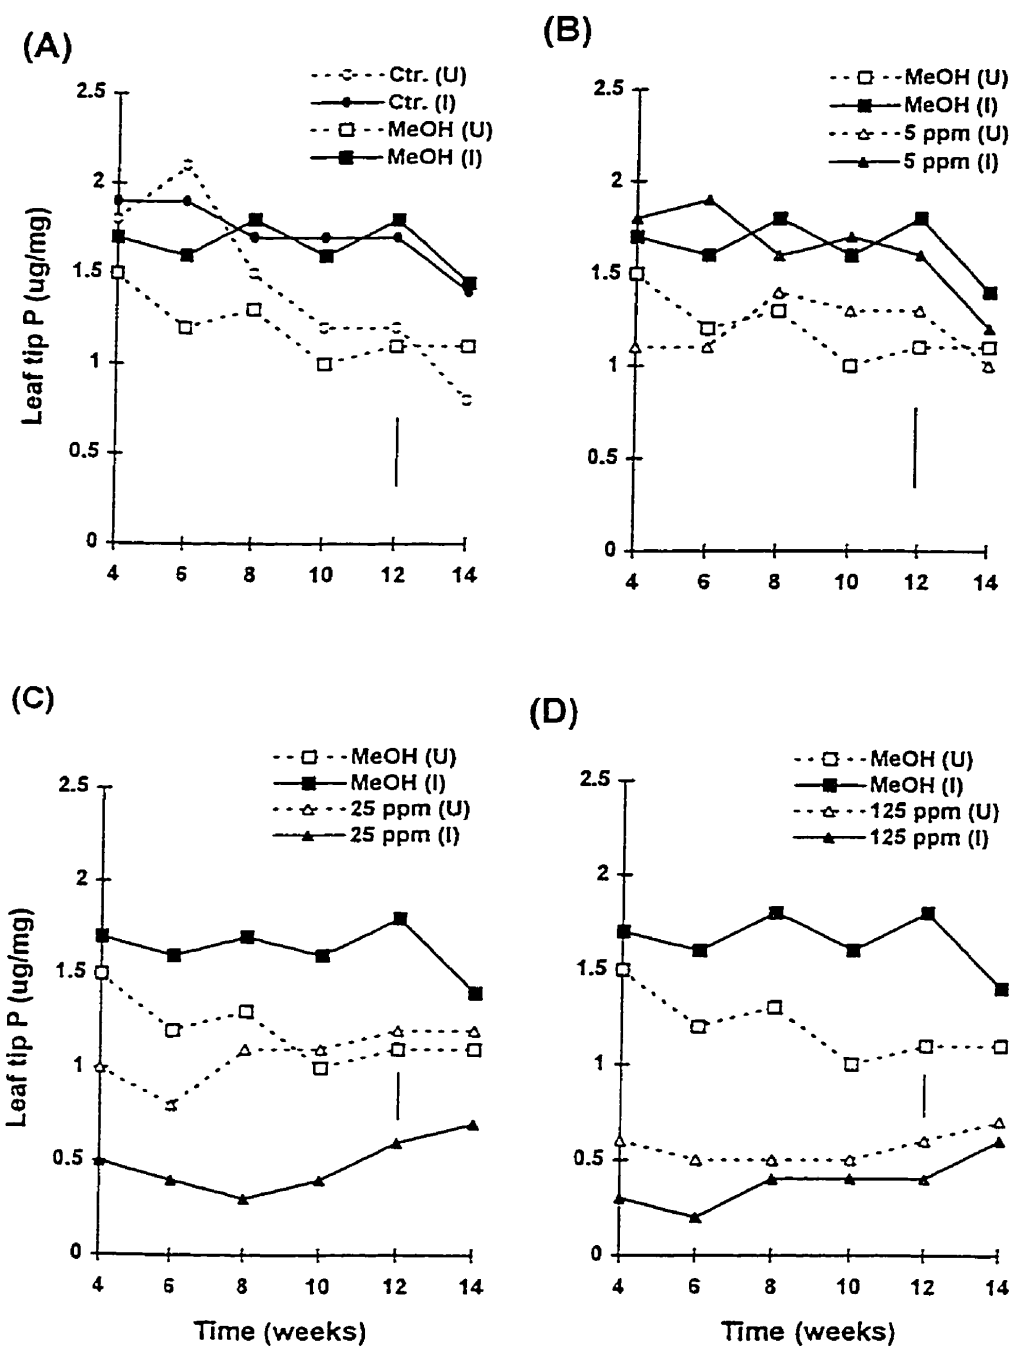 (A)
Ctr. (U)
Ctr. (I)
MeOH (U)
MeOH (I)
2.5
2
1.5
1
0.5
0
4 6 8 10 12 14
Leaf tip P (ug/mg)
(B)
MeOH (U)
MeOH (I)
5 ppm (U)
5 ppm (I)
2.5
2
1.5
1
0.5
0
4 6 8 10 12 14
(C)
MeOH (U)
MeOH (I)
25 ppm (U)
25 ppm (I)
2.5
2
1.5
1
0.5
0
4 6 8 10 12 14
Leaf tip P (ug/mg)
Time (weeks)
(D)
MeOH (U)
MeOH (I)
125 ppm (U)
125 ppm (I)
2.5
2
1.5
1
0.5
0
4 6 8 10 12 14
Time (weeks)